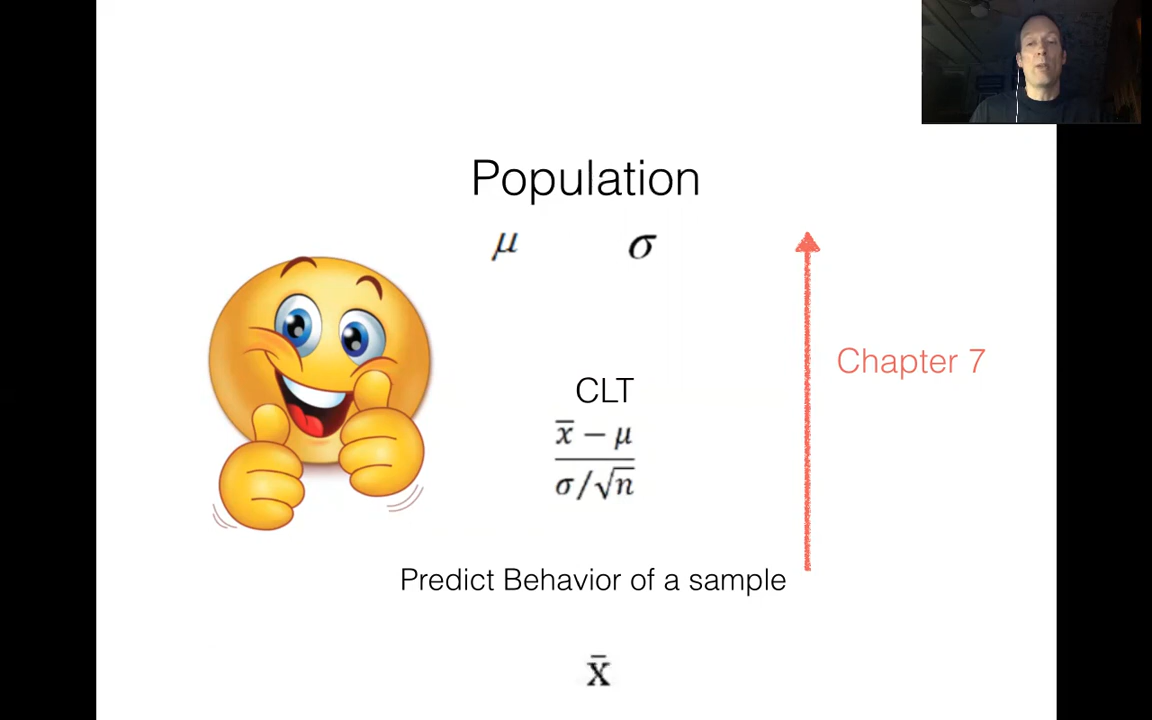 Population
μ σ
CLT
x̄ − μ
σ/√n
Chapter 7
Predict Behavior of a sample
x̄